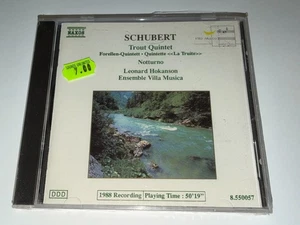 NAXOS
SCHUBERT
Trout Quintet
Forellen-Quintett · Quintette «La Truite»
Notturno
Leonard Hokanson
Ensemble Villa Musica
7.88
DDD
1988 Recording
Playing Time : 50'19"
8.550057